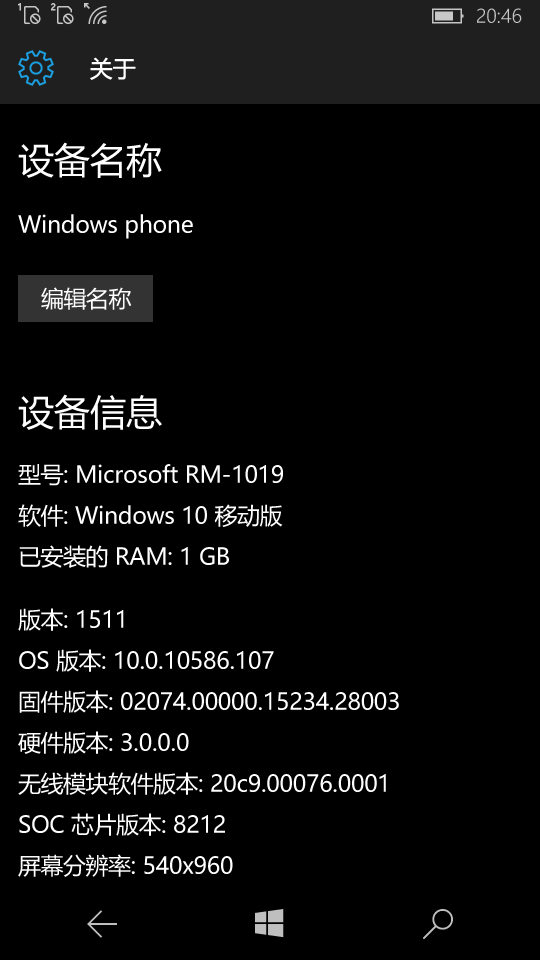 1 2 20:46
关于
设备名称
Windows phone
编辑名称
设备信息
型号: Microsoft RM-1019
软件: Windows 10 移动版
已安装的 RAM: 1 GB
版本: 1511
OS 版本: 10.0.10586.107
固件版本: 02074.00000.15234.28003
硬件版本: 3.0.0.0
无线模块软件版本: 20c9.00076.0001
SOC 芯片版本: 8212
屏幕分辨率: 540x960